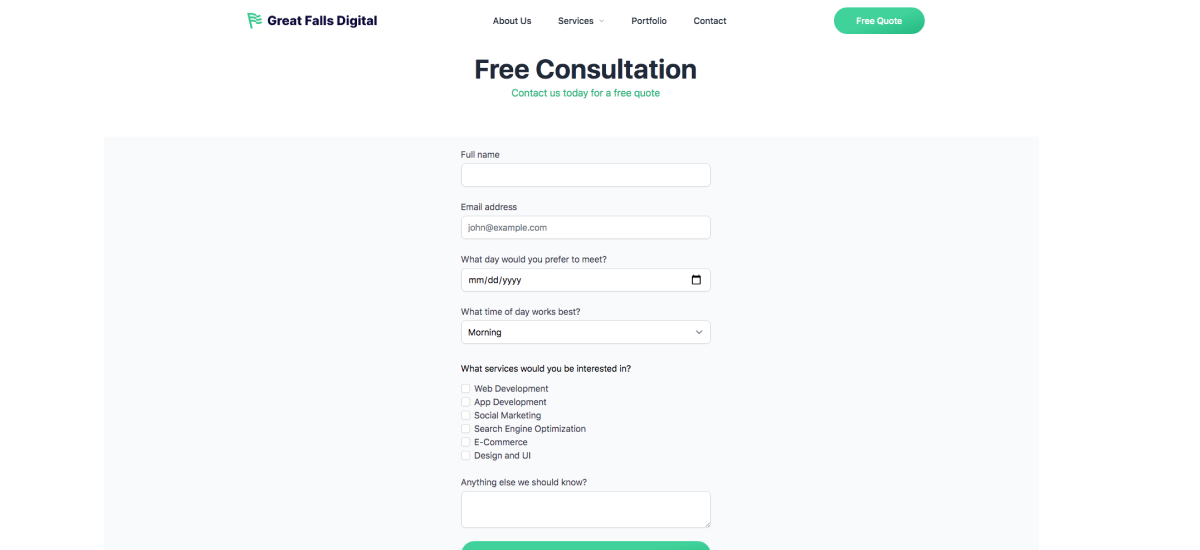 Great Falls Digital
About Us
Services
Portfolio
Contact
Free Quote
Free Consultation
Contact us today for a free quote
Full name
Email address
john@example.com
What day would you prefer to meet?
mm/dd/yyyy
What time of day works best?
Morning
What services would you be interested in?
Web Development
App Development
Social Marketing
Search Engine Optimization
E-Commerce
Design and UI
Anything else we should know?